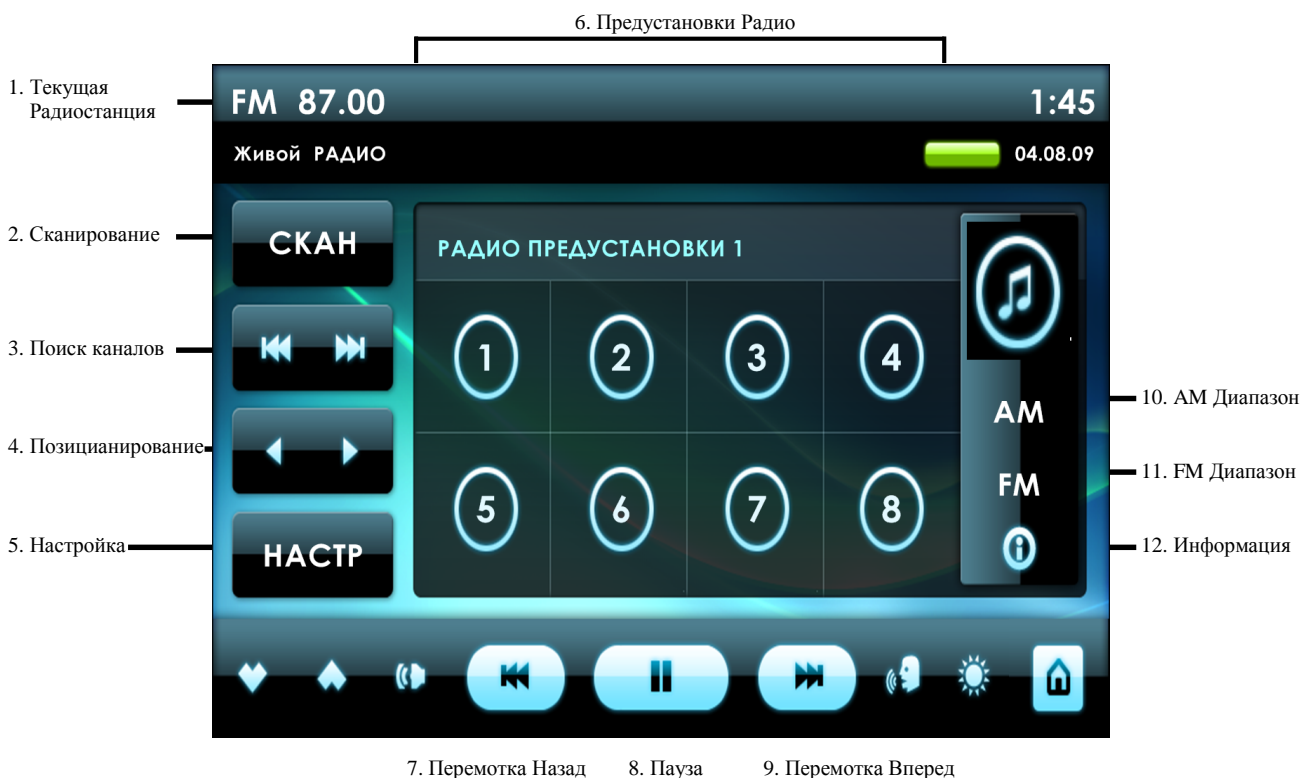 6. Предустановки Радио
1. Текущая
Радиостанция
FM 87.00
1:45
Живой РАДИО
04.08.09
2. Сканирование
СКАН
РАДИО ПРЕДУСТАНОВКИ 1
3. Поиск каналов
1
2
3
4
AM
10. AM Диапазон
4. Позицианирование
FM
11. FM Диапазон
5
6
7
8
5. Настройка
НАСТР
12. Информация
7. Перемотка Назад
8. Пауза
9. Перемотка Вперед